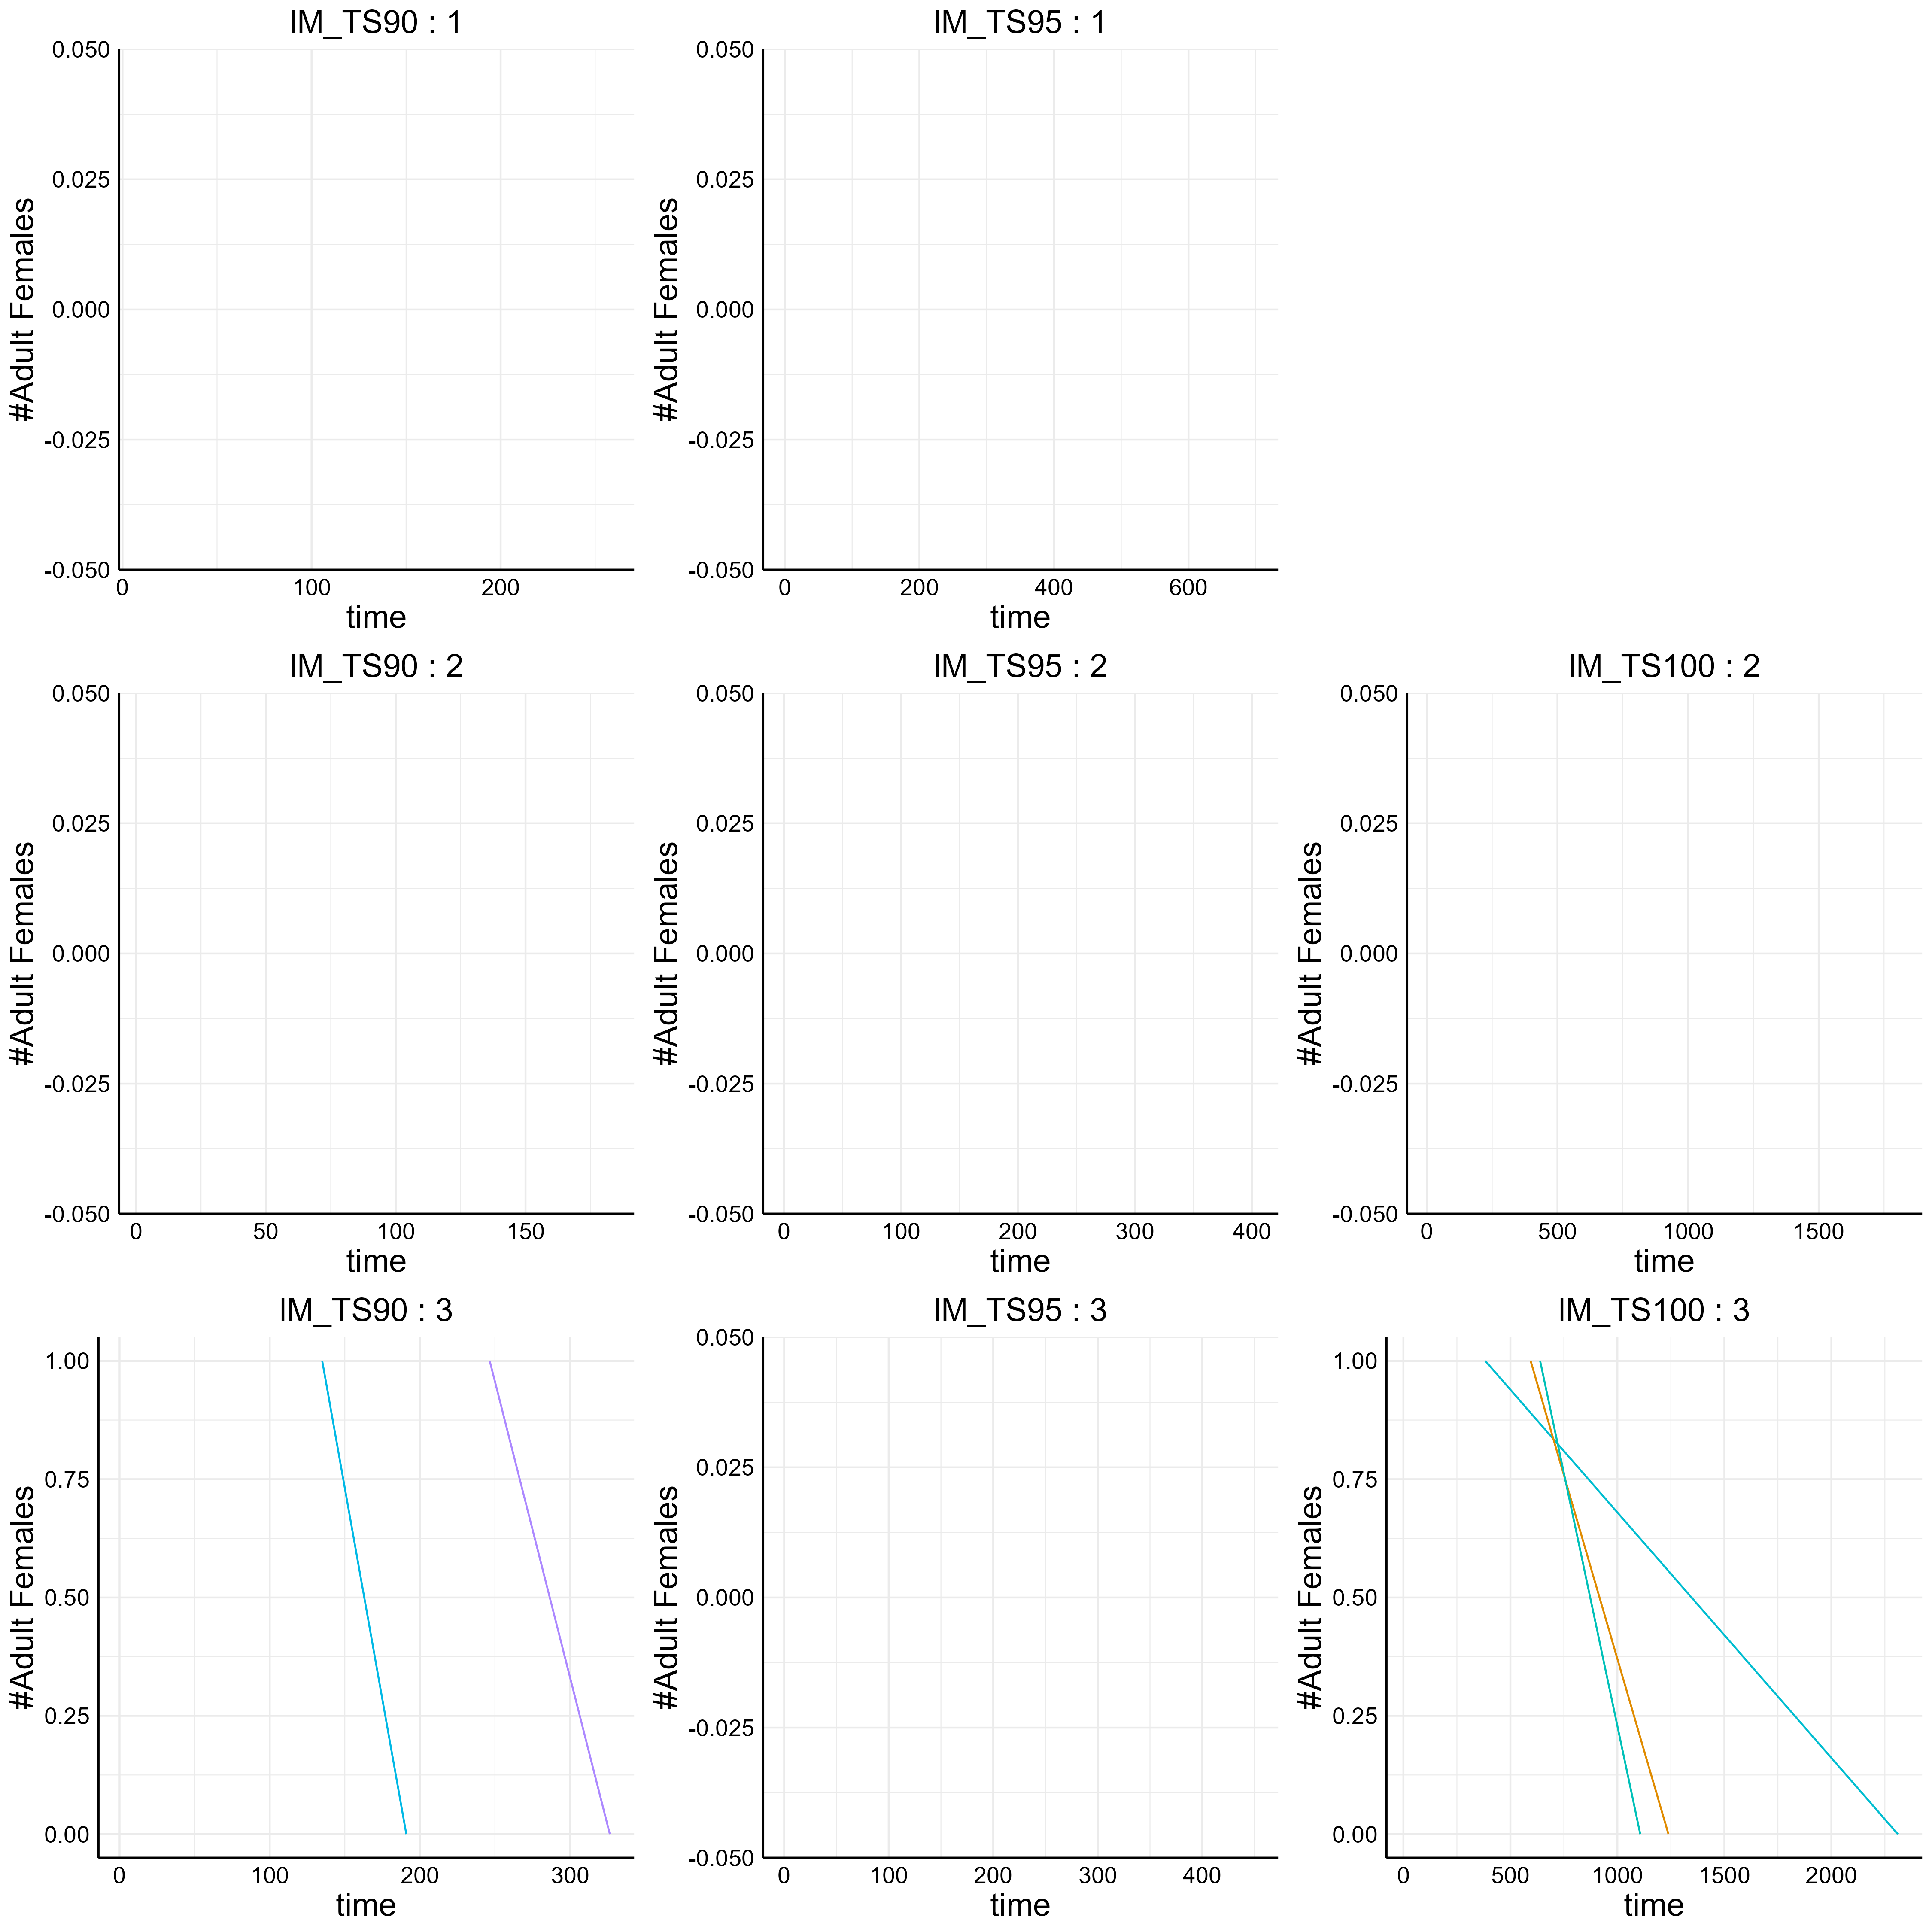 IM_TS90 : 1
#Adult Females
0.050
0.025
0.000
-0.025
-0.050
0 100 200
time
IM_TS95 : 1
#Adult Females
0.050
0.025
0.000
-0.025
-0.050
0 200 400 600
time
IM_TS90 : 2
#Adult Females
0.050
0.025
0.000
-0.025
-0.050
0 50 100 150
time
IM_TS95 : 2
#Adult Females
0.050
0.025
0.000
-0.025
-0.050
0 100 200 300 400
time
IM_TS100 : 2
#Adult Females
0.050
0.025
0.000
-0.025
-0.050
0 500 1000 1500
time
IM_TS90 : 3
#Adult Females
1.00
0.75
0.50
0.25
0.00
0 100 200 300
time
IM_TS95 : 3
#Adult Females
0.050
0.025
0.000
-0.025
-0.050
0 100 200 300 400
time
IM_TS100 : 3
#Adult Females
1.00
0.75
0.50
0.25
0.00
0 500 1000 1500 2000
time